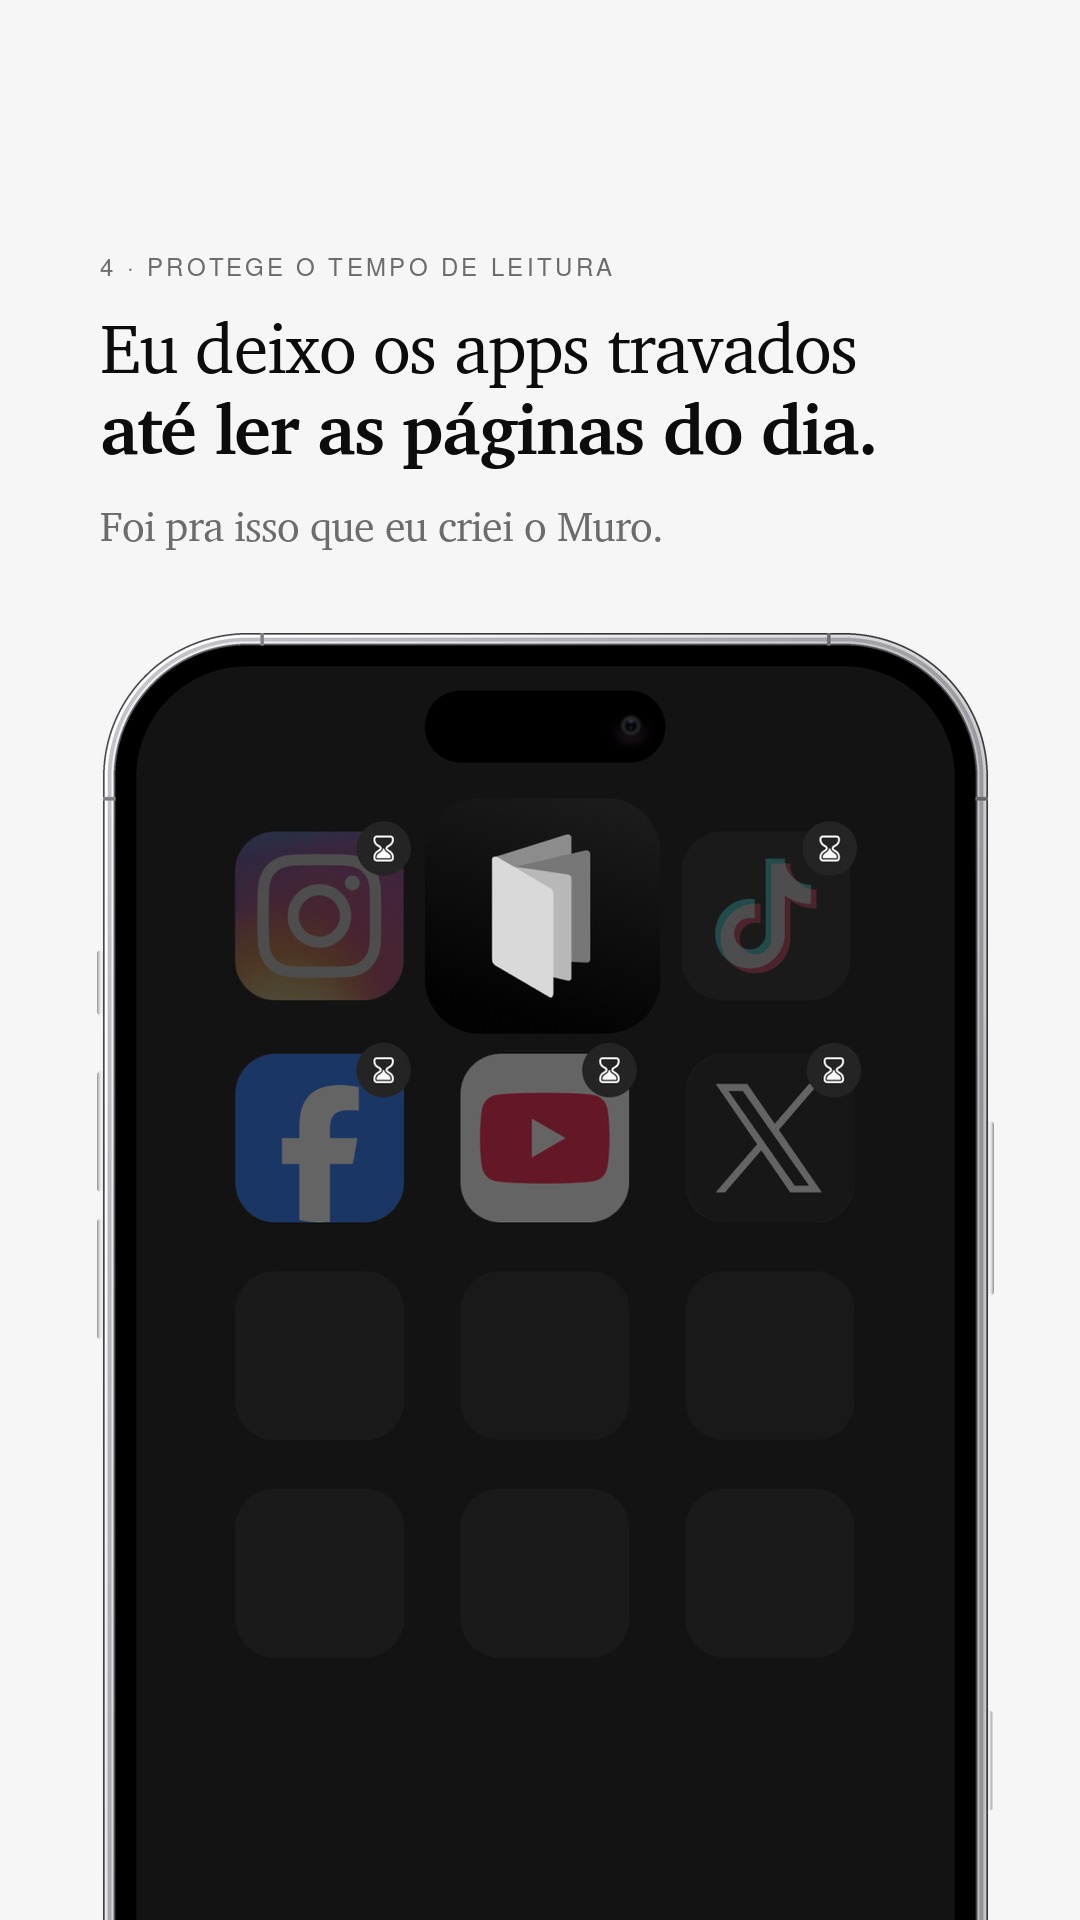 4 · PROTEGE O TEMPO DE LEITURA
Eu deixo os apps travados
até ler as páginas do dia.
Foi pra isso que eu criei o Muro.